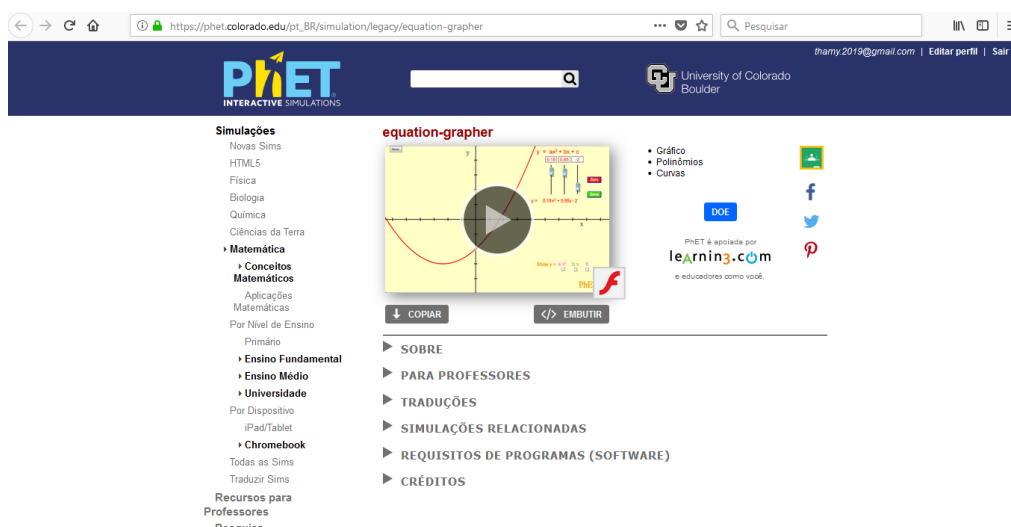 https://phet.colorado.edu/pt_BR/simulation/legacy/equation-grapher
Pesquisar
thamy.2019@gmail.com | Editar perfil | Sair
PhET
INTERACTIVE SIMULATIONS
University of Colorado
Boulder
Simulações
Novas Sims
HTML5
Física
Biologia
Química
Ciências da Terra
Matemática
Conceitos
Matemáticos
Aplicações
Matemáticas
Por Nível de Ensino
Primário
Ensino Fundamental
Ensino Médio
Universidade
Por Dispositivo
iPad/Tablet
Chromebook
Todas as Sims
Traduzir Sims
Recursos para
Professores
Pesquisa
equation-grapher
y
y = ax² + bx + c
x
COPIAR
</> EMBUTIR
• Gráfico
• Polinômios
• Curvas
DOE
PhET é apoiada por
leArnin3.com
e educadores como você.
SOBRE
PARA PROFESSORES
TRADUÇÕES
SIMULAÇÕES RELACIONADAS
REQUISITOS DE PROGRAMAS (SOFTWARE)
CRÉDITOS